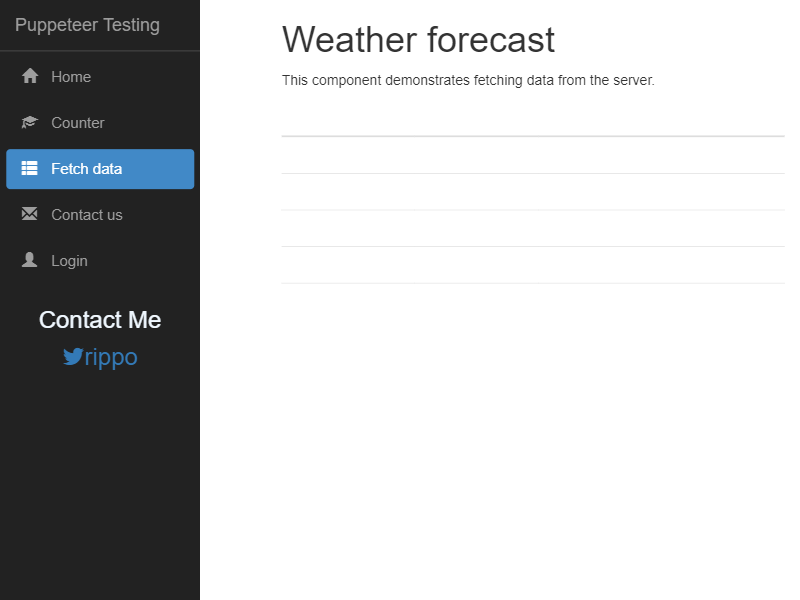 Puppeteer Testing
Home
Counter
Fetch data
Contact us
Login
Contact Me
rippo
Weather forecast
This component demonstrates fetching data from the server.